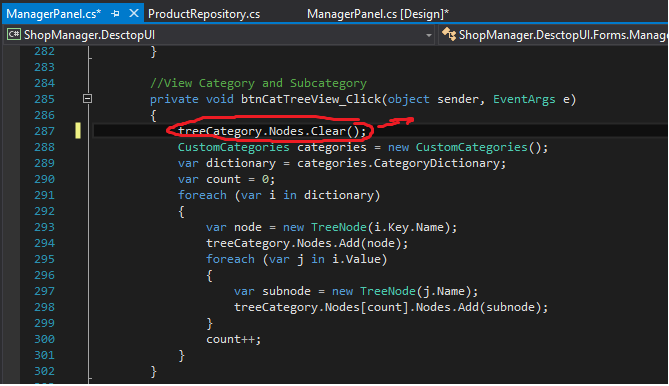 ManagerPanel.cs* ProductRepository.cs ManagerPanel.cs [Design]*
C# ShopManager.DesctopUI ShopManager.DesctopUI.Forms.Manage
282 }
283
284 //View Category and Subcategory
285 private void btnCatTreeView_Click(object sender, EventArgs e)
286 {
287 treeCategory.Nodes.Clear();
288 CustomCategories categories = new CustomCategories();
289 var dictionary = categories.CategoryDictionary;
290 var count = 0;
291 foreach (var i in dictionary)
292 {
293 var node = new TreeNode(i.Key.Name);
294 treeCategory.Nodes.Add(node);
295 foreach (var j in i.Value)
296 {
297 var subnode = new TreeNode(j.Name);
298 treeCategory.Nodes[count].Nodes.Add(subnode);
299 }
300 count++;
301 }
302 }